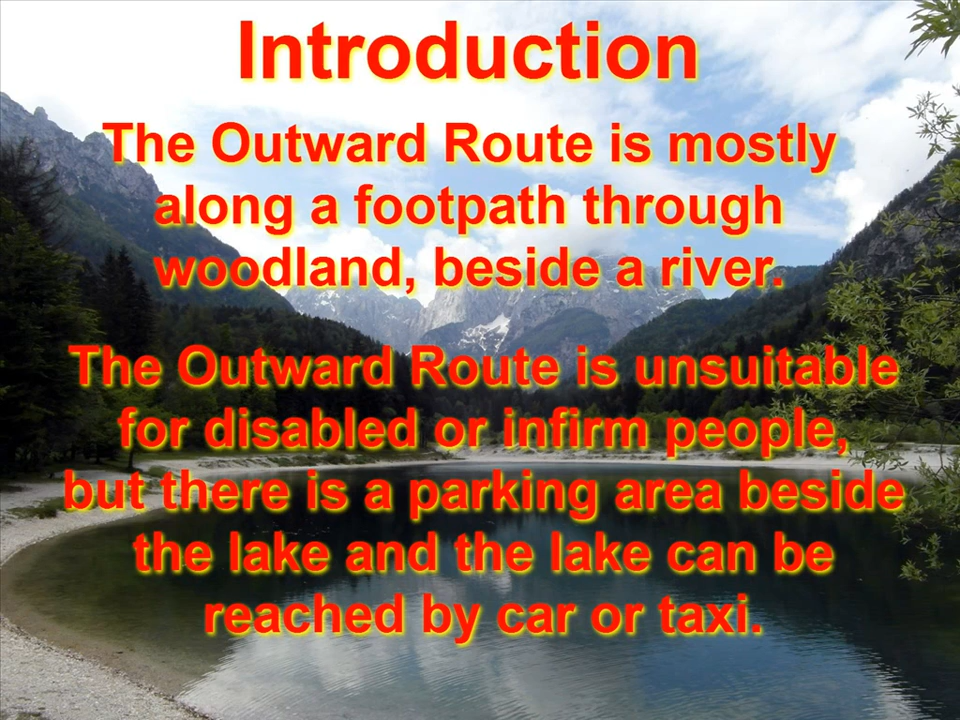 Introduction
The Outward Route is mostly
along a footpath through
woodland, beside a river.
The Outward Route is unsuitable
for disabled or infirm people,
but there is a parking area beside
the lake and the lake can be
reached by car or taxi.